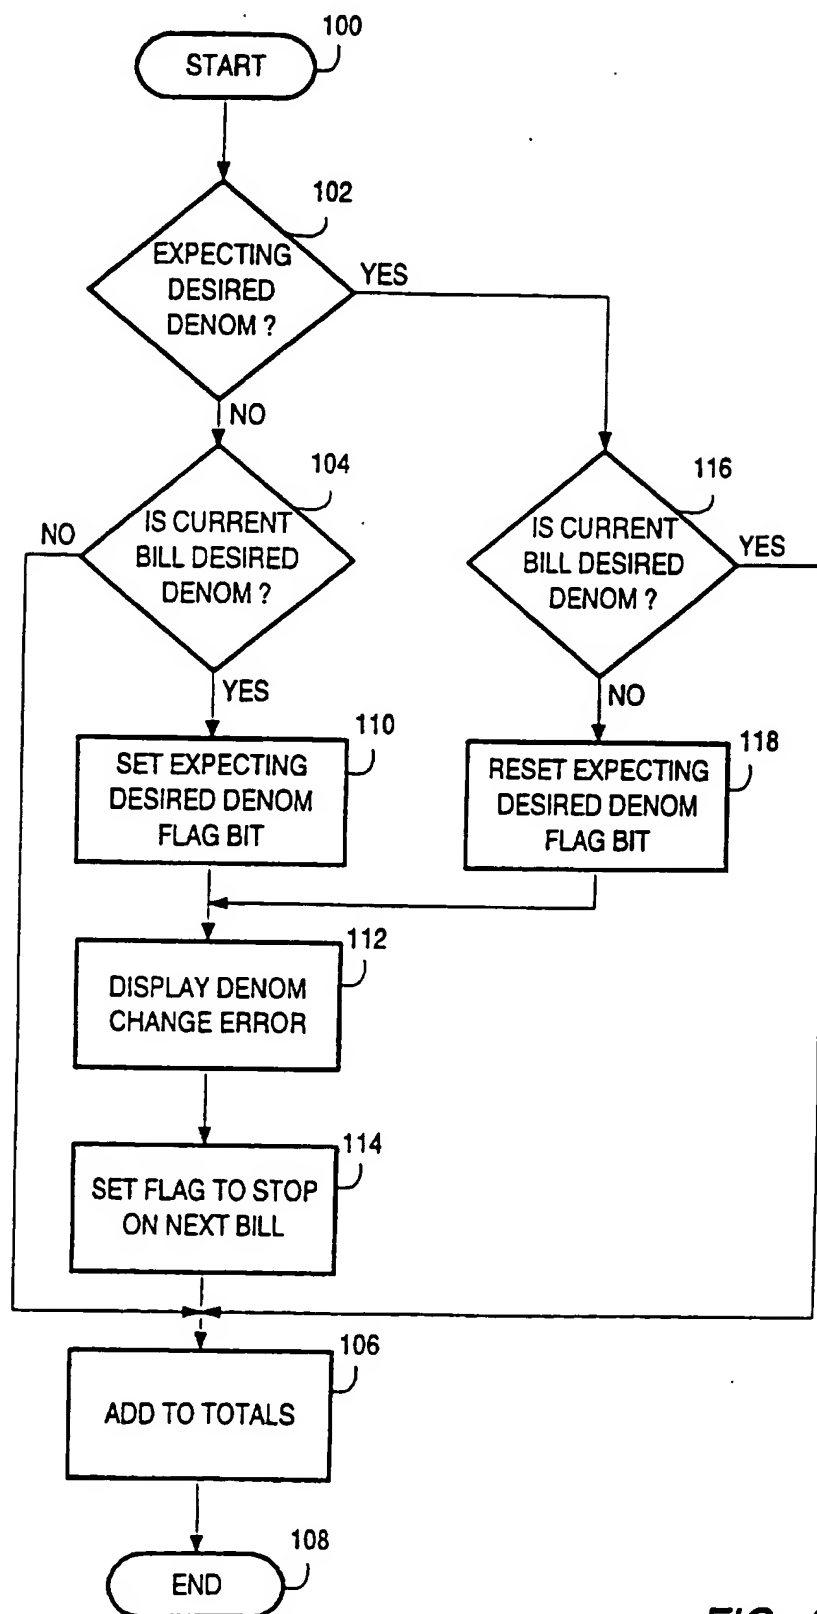 100
START
102
EXPECTING
DESIRED
DENOM ?
YES
NO
104
IS CURRENT
BILL DESIRED
DENOM ?
NO
YES
116
IS CURRENT
BILL DESIRED
DENOM ?
YES
NO
110
SET EXPECTING
DESIRED DENOM
FLAG BIT
118
RESET EXPECTING
DESIRED DENOM
FLAG BIT
112
DISPLAY DENOM
CHANGE ERROR
114
SET FLAG TO STOP
ON NEXT BILL
106
ADD TO TOTALS
108
END